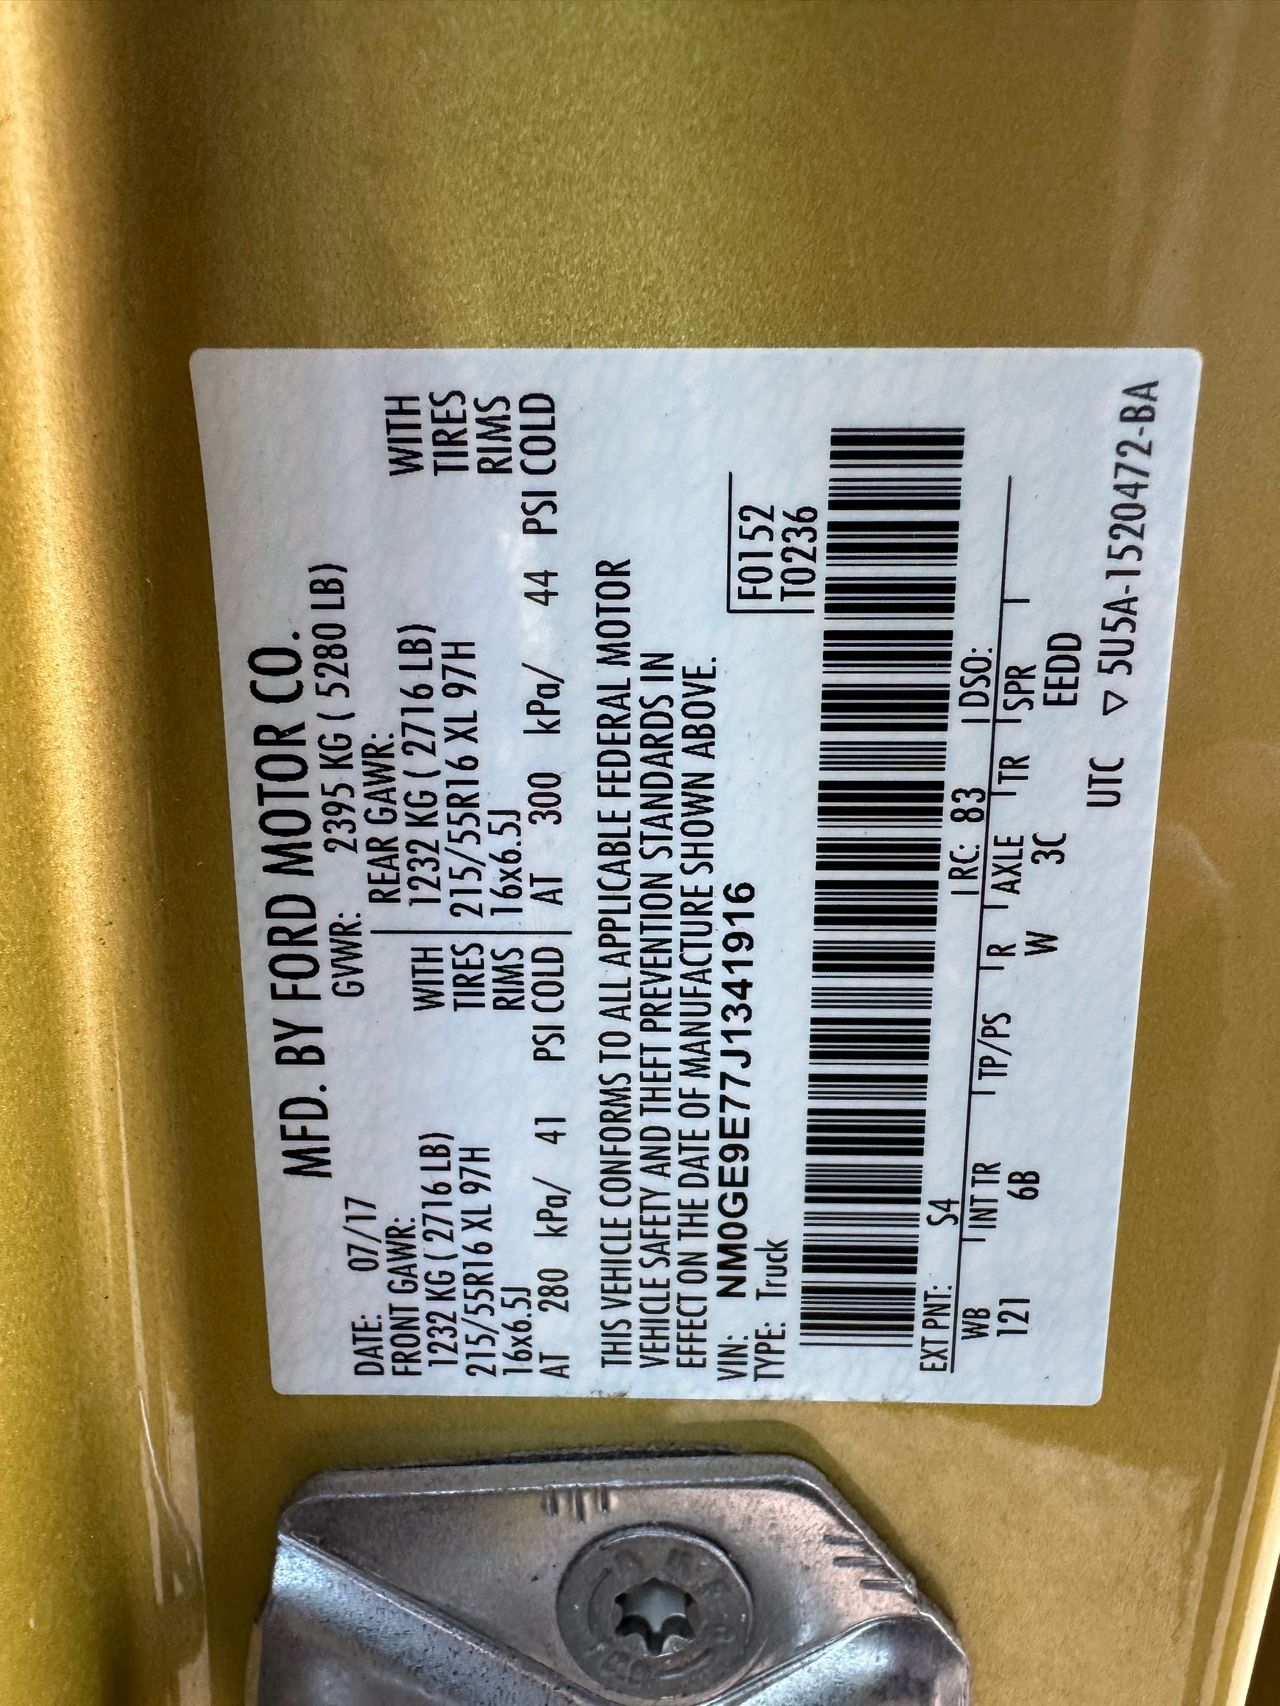 MFD. BY FORD MOTOR CO.
DATE: 07/17 GVWR: 2395 KG ( 5280 LB)
FRONT GAWR: REAR GAWR:
1232 KG ( 2716 LB) WITH 1232 KG ( 2716 LB) WITH
215/55R16 XL 97H TIRES 215/55R16 XL 97H TIRES
16x6.5J RIMS 16x6.5J RIMS
AT 280 kPa/ 41 PSI COLD AT 300 kPa/ 44 PSI COLD
THIS VEHICLE CONFORMS TO ALL APPLICABLE FEDERAL MOTOR
VEHICLE SAFETY AND THEFT PREVENTION STANDARDS IN
EFFECT ON THE DATE OF MANUFACTURE SHOWN ABOVE.
VIN: NM0GE9E77J1341916 F0152
TYPE: Truck T0236
EXT PNT: S4 RC: 83 DSO:
WB INT TR TP/PS R AXLE TR SPR
121 6B W 3C EEDD
UTC ▽ 5U5A-1520472-BA